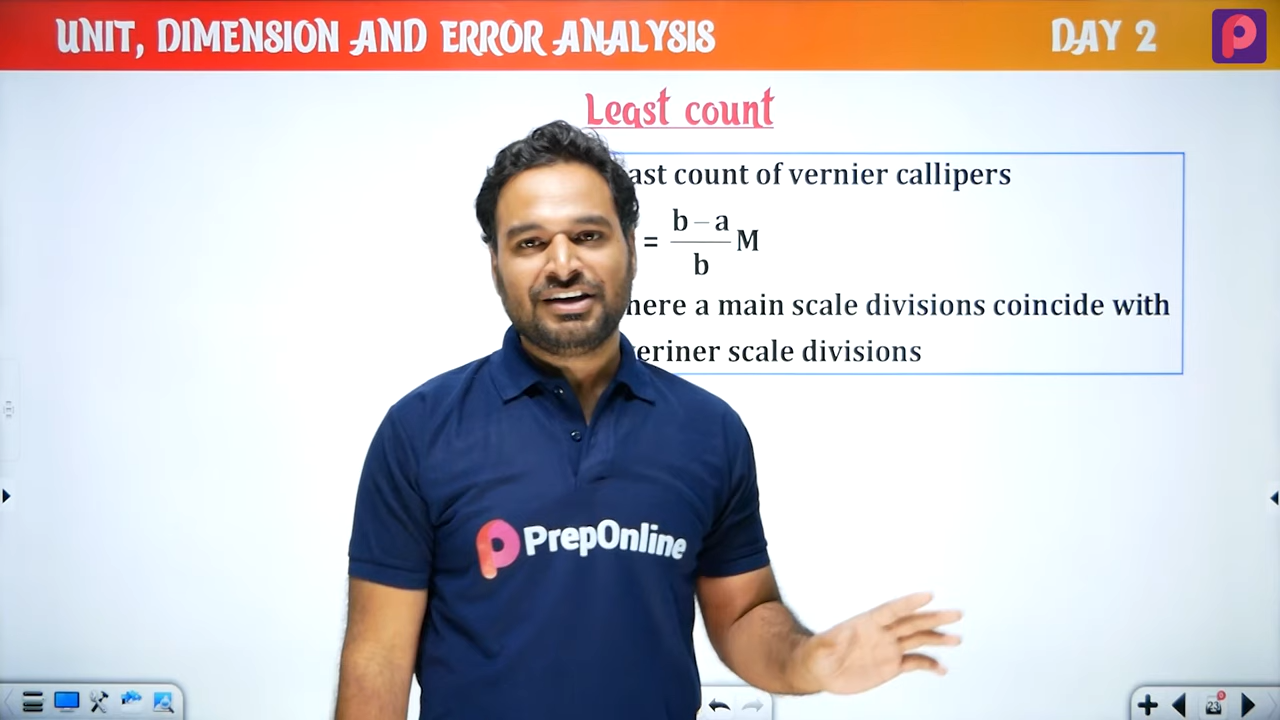 UNIT, DIMENSION AND ERROR ANALYSIS
DAY 2
Least count
ast count of vernier callipers
= b – a
b
M
here a main scale divisions coincide with
eriner scale divisions
PrepOnline
23